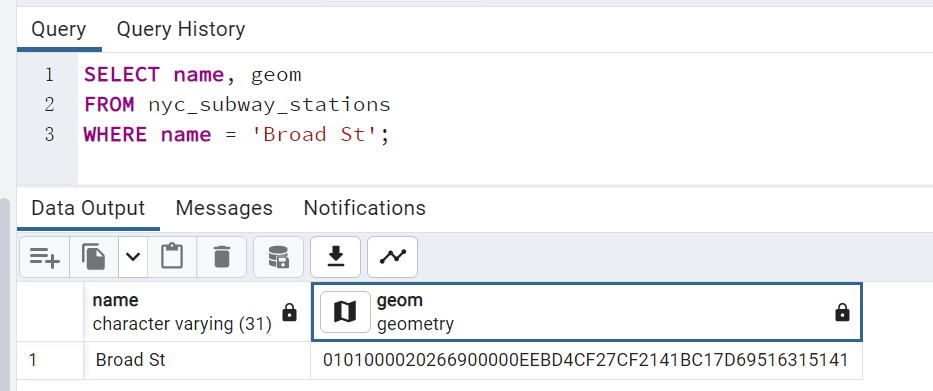 Query Query History
1 SELECT name, geom
2 FROM nyc_subway_stations
3 WHERE name = 'Broad St';
Data Output Messages Notifications
name geom
character varying (31) geometry
1 Broad St 0101000020266900000EEBD4CF27CF2141BC17D69516315141